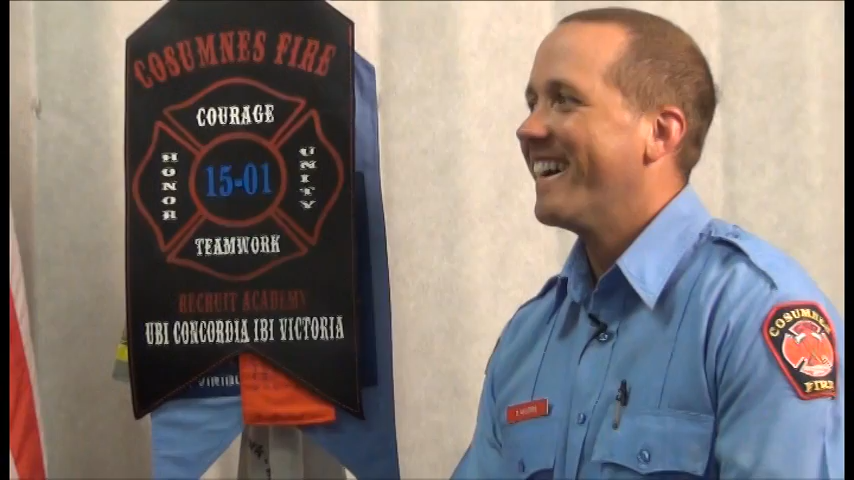 COSUMNES FIRE
COURAGE
HONOR
15-01
UNITY
TEAMWORK
RECRUIT ACADEMY
UBI CONCORDIA IBI VICTORIA
COSUMNES
FIRE